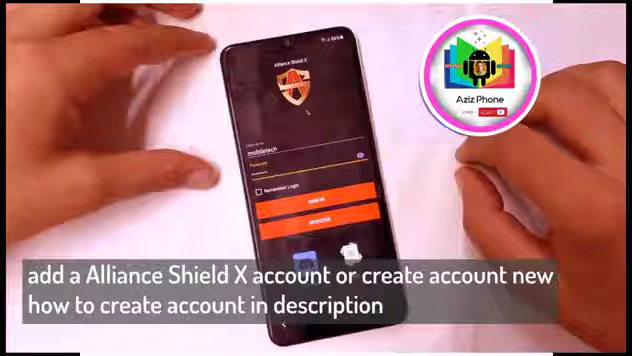 Alliance Shield X
mobiletech
Password
Remember Login
SIGN IN
REGISTER
Aziz Phone
add a Alliance Shield X account or create account new
how to create account in description